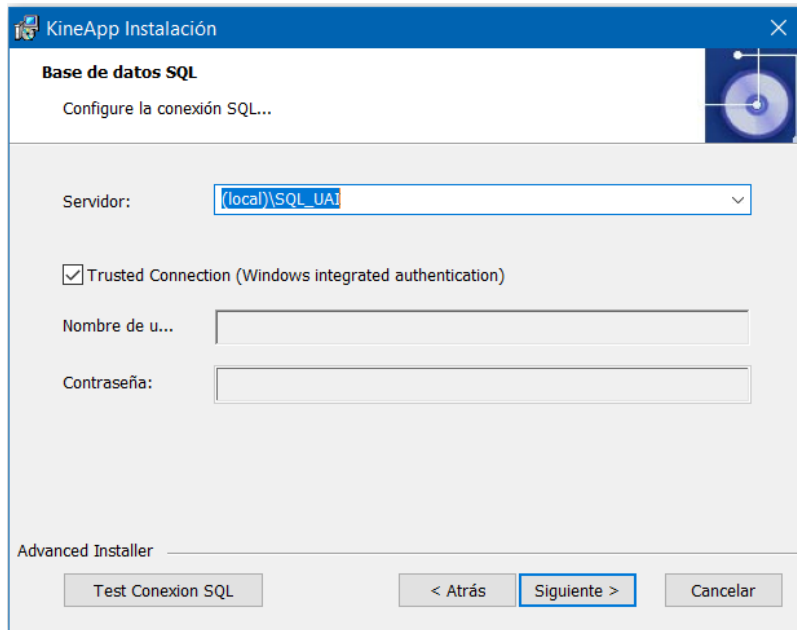 KineApp Instalación
Base de datos SQL
Configure la conexión SQL...
Servidor:
(local)\SQL_UAI
Trusted Connection (Windows integrated authentication)
Nombre de u...
Contraseña:
Advanced Installer
Test Conexion SQL
< Atrás
Siguiente >
Cancelar